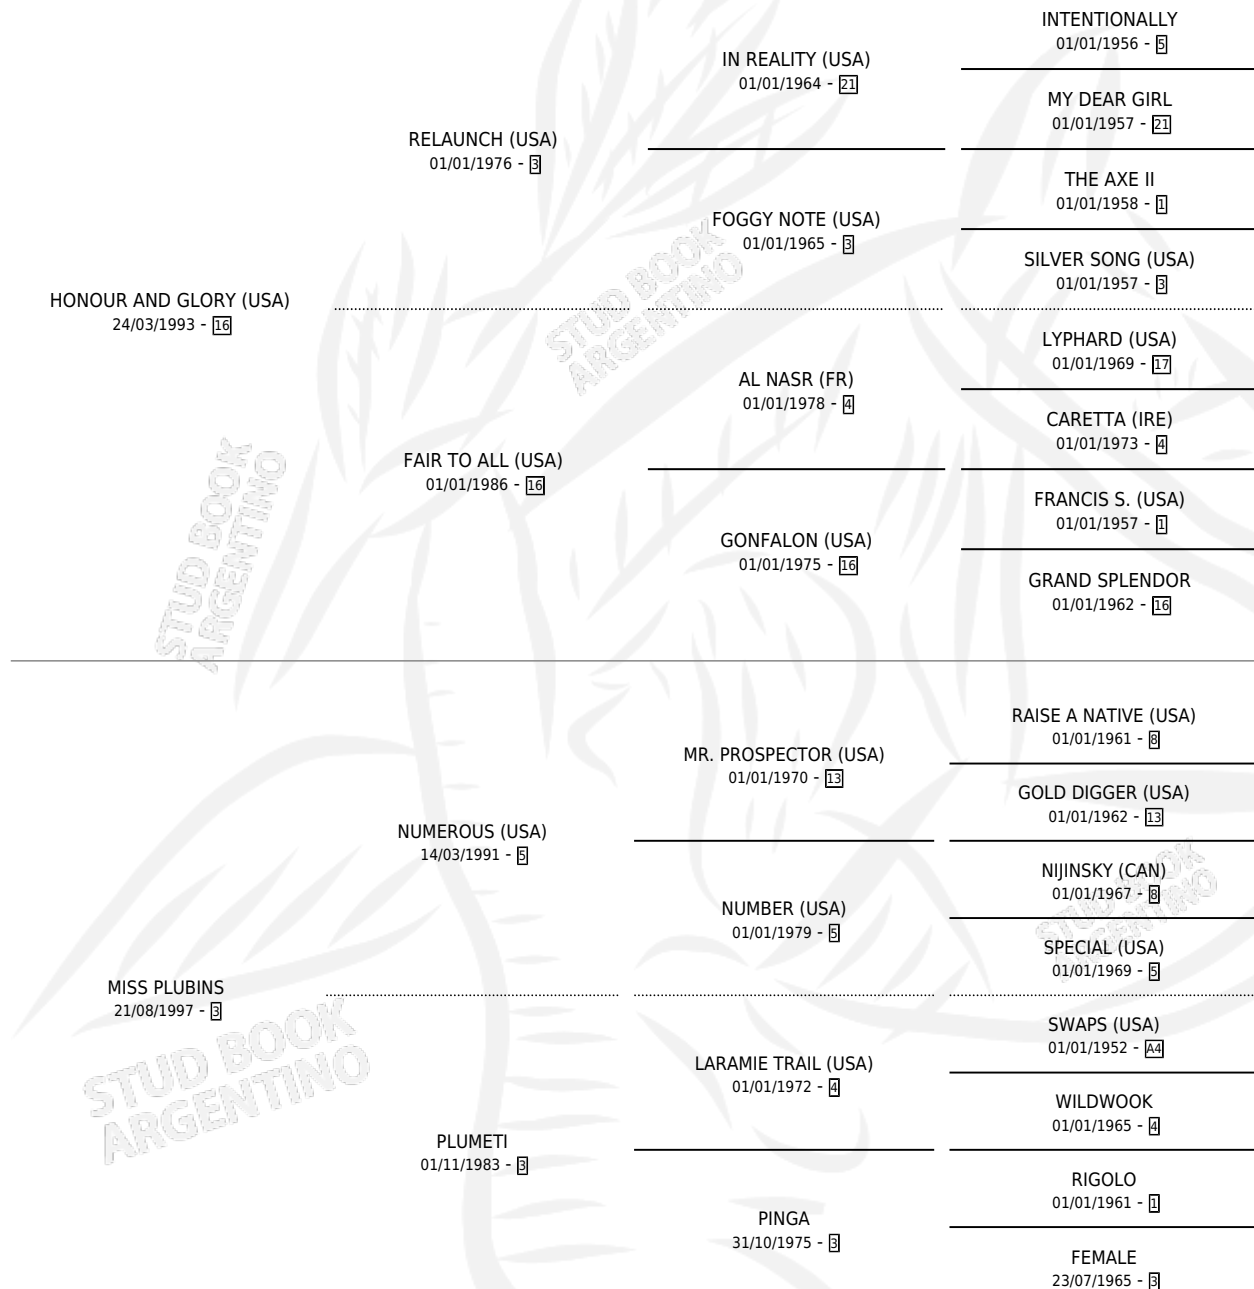 INTENTIONALLY
01/01/1956 - 5
IN REALITY (USA)
01/01/1964 - 21
MY DEAR GIRL
01/01/1957 - 21
RELAUNCH (USA)
01/01/1976 - 3
THE AXE II
01/01/1958 - 1
FOGGY NOTE (USA)
01/01/1965 - 3
SILVER SONG (USA)
01/01/1957 - 3
HONOUR AND GLORY (USA)
24/03/1993 - 16
LYPHARD (USA)
01/01/1969 - 17
AL NASR (FR)
01/01/1978 - 4
CARETTA (IRE)
01/01/1973 - 4
FAIR TO ALL (USA)
01/01/1986 - 16
FRANCIS S. (USA)
01/01/1957 - 1
GONFALON (USA)
01/01/1975 - 16
GRAND SPLENDOR
01/01/1962 - 16
RAISE A NATIVE (USA)
01/01/1961 - 8
MR. PROSPECTOR (USA)
01/01/1970 - 13
GOLD DIGGER (USA)
01/01/1962 - 13
NUMEROUS (USA)
14/03/1991 - 5
NIJINSKY (CAN)
01/01/1967 - 8
NUMBER (USA)
01/01/1979 - 5
SPECIAL (USA)
01/01/1969 - 5
MISS PLUBINS
21/08/1997 - 3
SWAPS (USA)
01/01/1952 - A4
LARAMIE TRAIL (USA)
01/01/1972 - 4
WILDWOOK
01/01/1965 - 4
PLUMETI
01/11/1983 - 3
RIGOLO
01/01/1961 - 1
PINGA
31/10/1975 - 3
FEMALE
23/07/1965 - 3
STUD BOOK
ARGENTINO
STUD BOOK
ARGENTINO
STUD BOOK
ARGENTINO
STUD BOOK
ARGENTINO